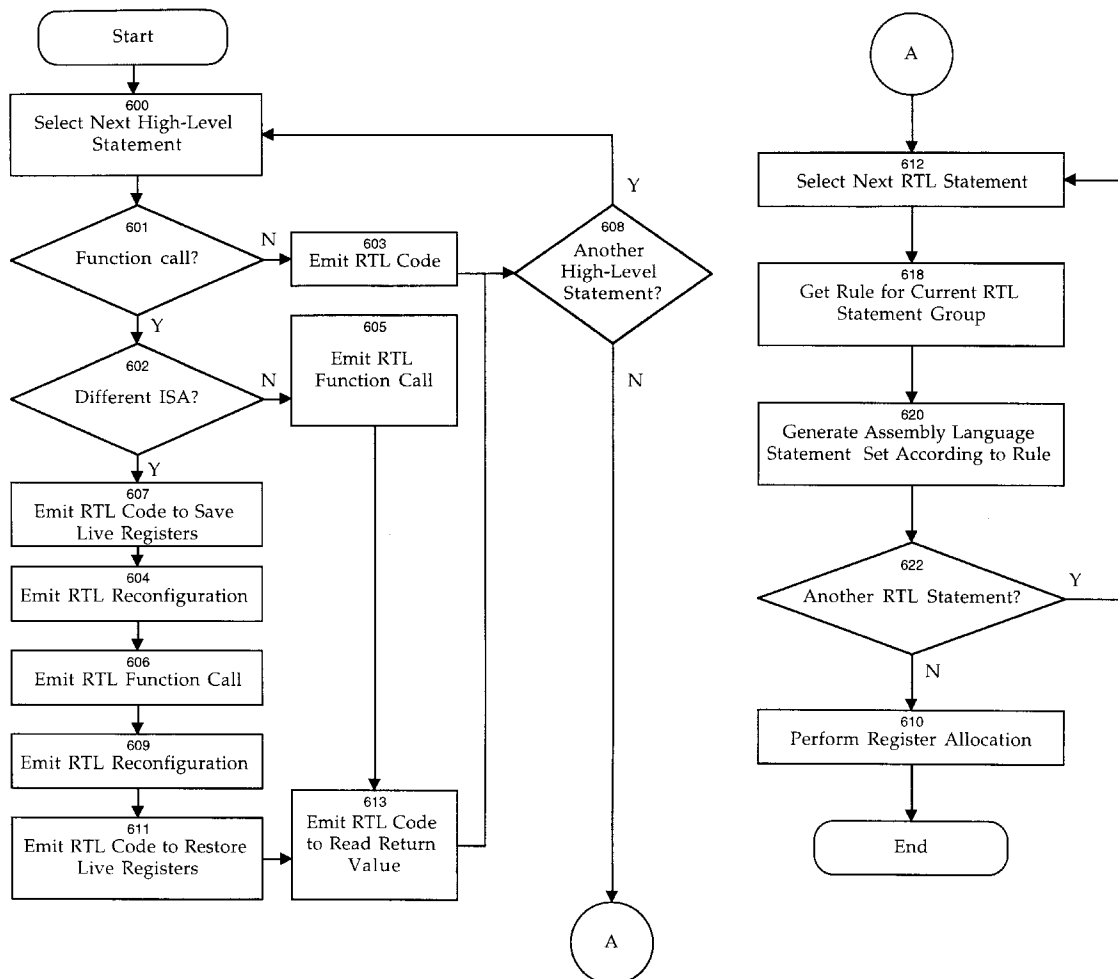 Start
600
Select Next High-Level
Statement
601
Function call?
N
603
Emit RTL Code
Y
602
Different ISA?
N
605
Emit RTL
Function Call
Y
607
Emit RTL Code to Save
Live Registers
604
Emit RTL Reconfiguration
606
Emit RTL Function Call
609
Emit RTL Reconfiguration
611
Emit RTL Code to Restore
Live Registers
613
Emit RTL Code
to Read Return
Value
Y
608
Another
High-Level
Statement?
N
A
A
612
Select Next RTL Statement
618
Get Rule for Current RTL
Statement Group
620
Generate Assembly Language
Statement Set According to Rule
622
Another RTL Statement?
Y
N
610
Perform Register Allocation
End